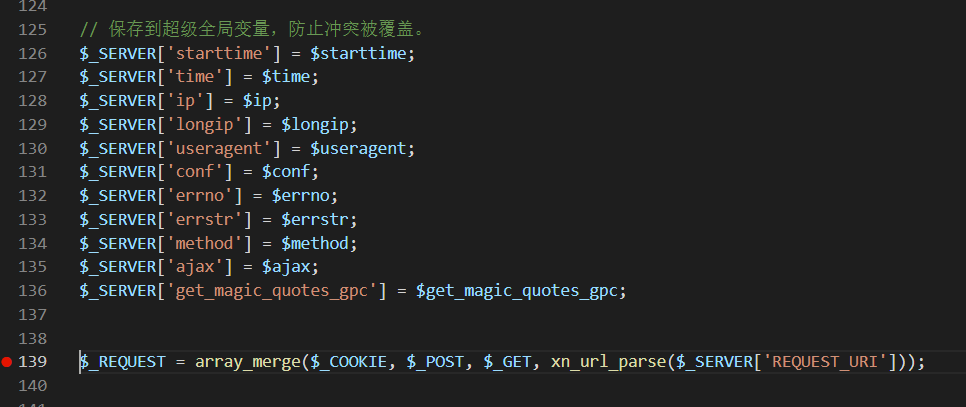 124
125 // 保存到超级全局变量，防止冲突被覆盖。
126 $_SERVER['starttime'] = $starttime;
127 $_SERVER['time'] = $time;
128 $_SERVER['ip'] = $ip;
129 $_SERVER['longip'] = $longip;
130 $_SERVER['useragent'] = $useragent;
131 $_SERVER['conf'] = $conf;
132 $_SERVER['errno'] = $errno;
133 $_SERVER['errstr'] = $errstr;
134 $_SERVER['method'] = $method;
135 $_SERVER['ajax'] = $ajax;
136 $_SERVER['get_magic_quotes_gpc'] = $get_magic_quotes_gpc;
137
138
139 $_REQUEST = array_merge($_COOKIE, $_POST, $_GET, xn_url_parse($_SERVER['REQUEST_URI']));
140